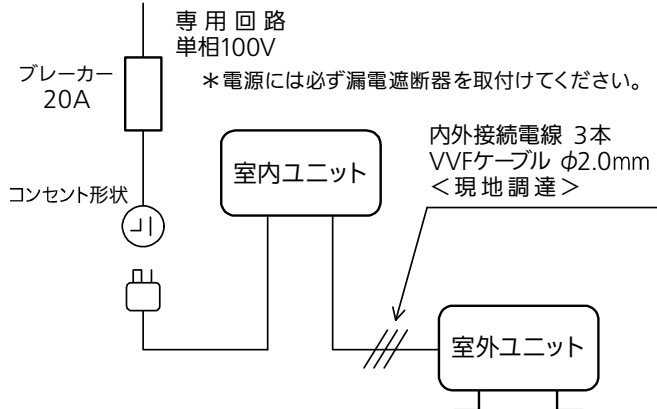 専用回路
単相100V
ブレーカー
20A
＊電源には必ず漏電遮断器を取付けてください。
内外接続電線 3本
VVFケーブル φ2.0mm
＜現地調達＞
室内ユニット
コンセント形状
室外ユニット